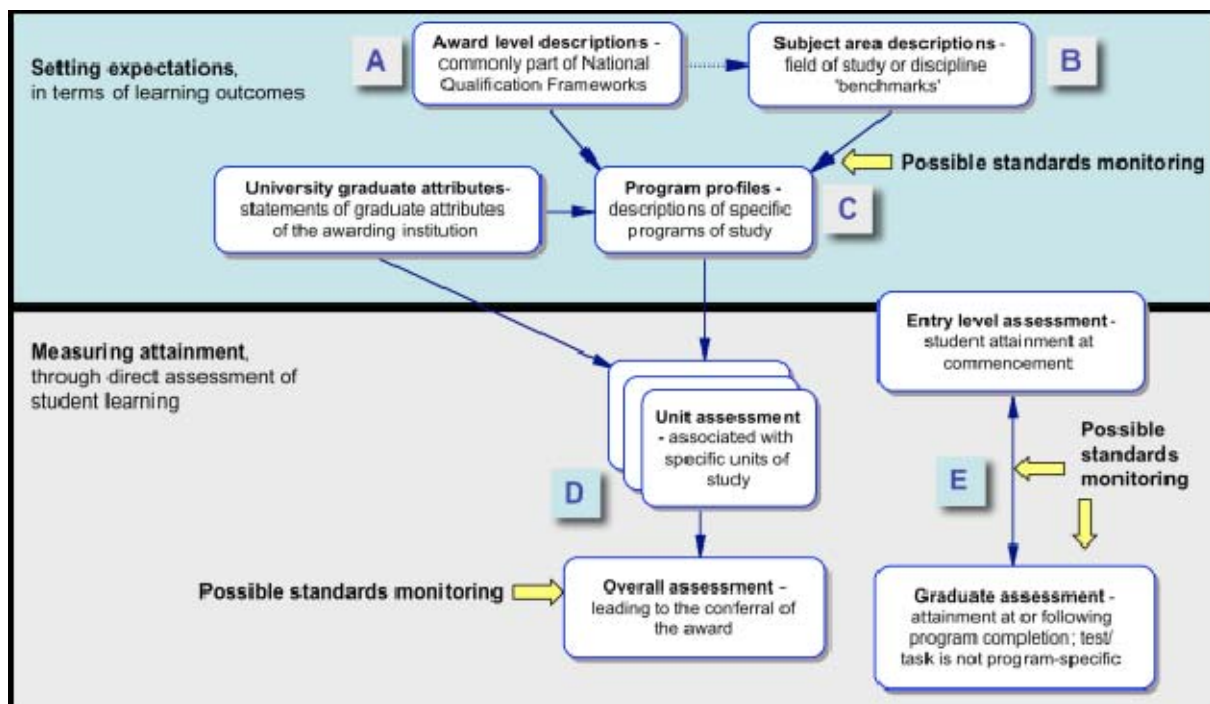 Setting expectations,
in terms of learning outcomes
A
Award level descriptions -
commonly part of National
Qualification Frameworks
Subject area descriptions -
field of study or discipline
'benchmarks'
B
Possible standards monitoring
University graduate attributes-
statements of graduate attributes
of the awarding institution
Program profiles -
descriptions of specific
programs of study
C
Measuring attainment,
through direct assessment of
student learning
Entry level assessment -
student attainment at
commencement
Unit assessment
- associated with
specific units of
study
D
E
Possible
standards
monitoring
Possible standards monitoring
Overall assessment –
leading to the conferral of
the award
Graduate assessment -
attainment at or following
program completion; test/
task is not program-specific